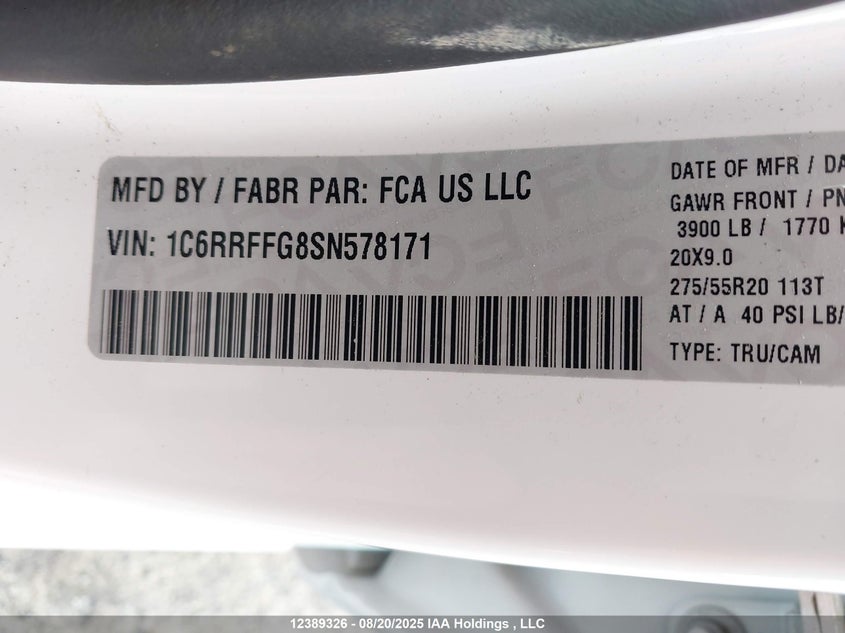 MFD BY / FABR PAR: FCA US LLC
VIN: 1C6RRFFG8SN578171
DATE OF MFR / DA
GAWR FRONT / PN
3900 LB / 1770 K
20X9.0
275/55R20 113T
AT / A 40 PSI LB/
TYPE: TRU/CAM
12389326 - 08/20/2025 IAA Holdings , LLC